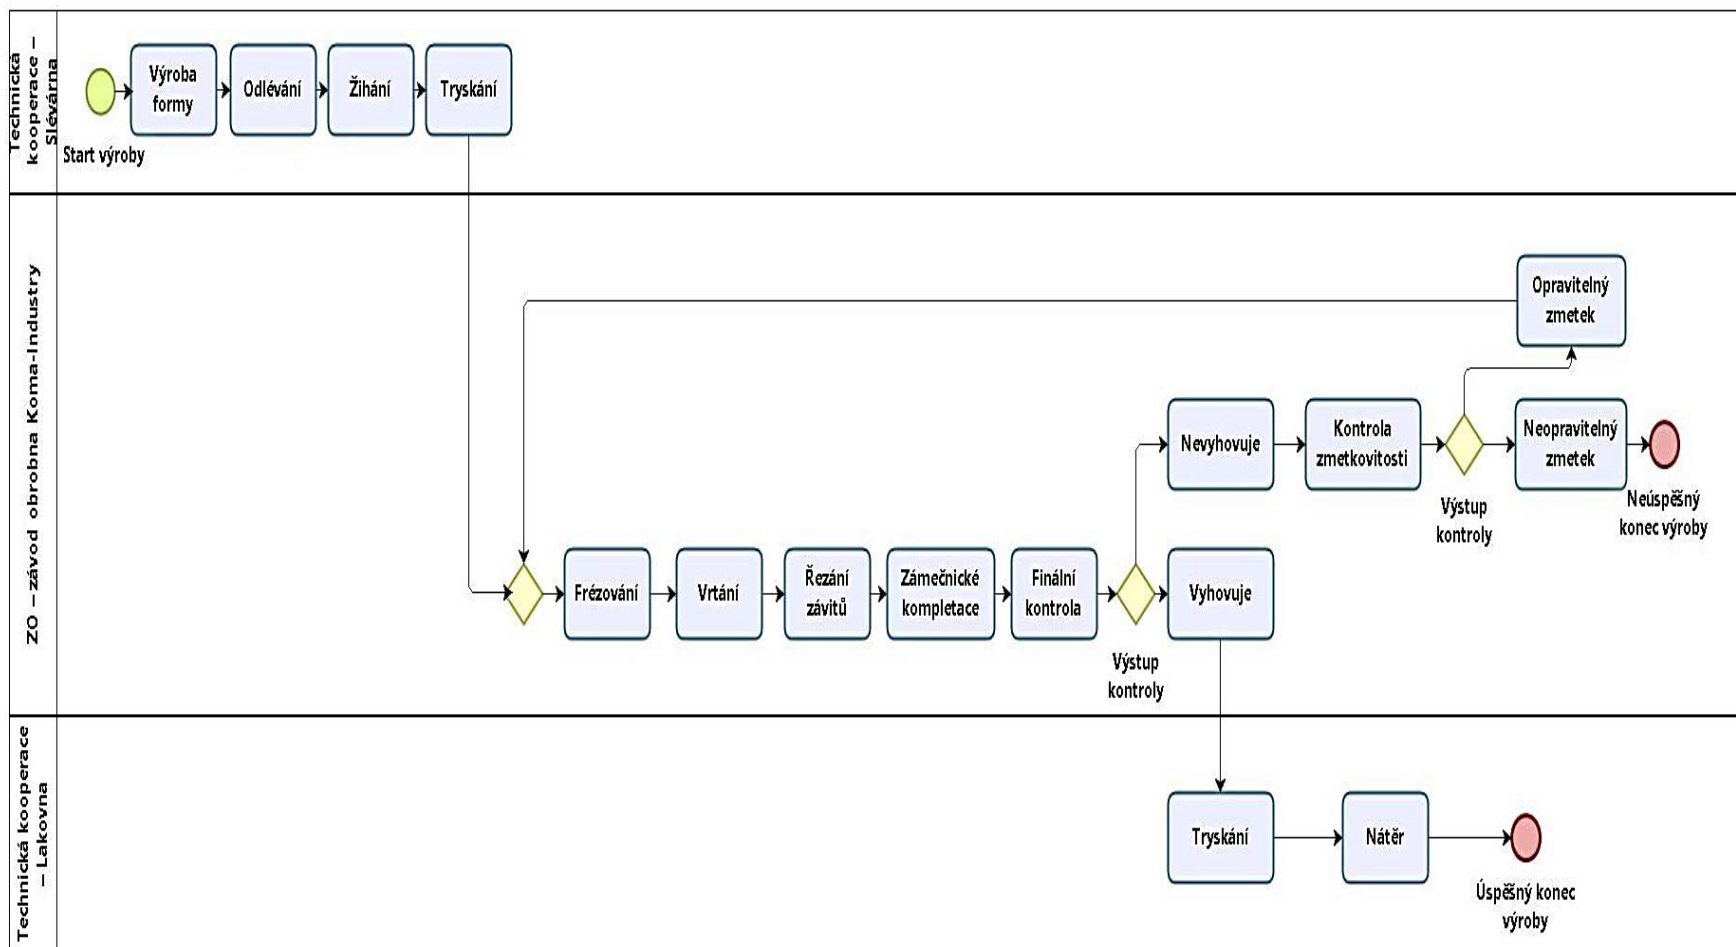 Technická
kooperace –
Slévárna
Start výroby
Výroba
formy
Odlévání
Žíhání
Tryskání
ZO – závod obrobna Koma-Industry
Opravitelný
zmetek
Nevyhovuje
Kontrola
zmetkovitosti
Výstup
kontroly
Neopravitelný
zmetek
Neúspěšný
konec výroby
Frézování
Vrtání
Řezání
závitů
Zámečnické
kompletace
Finální
kontrola
Výstup
kontroly
Vyhovuje
Technická kooperace
– Lakovna
Tryskání
Nátěr
Úspěšný konec
výroby